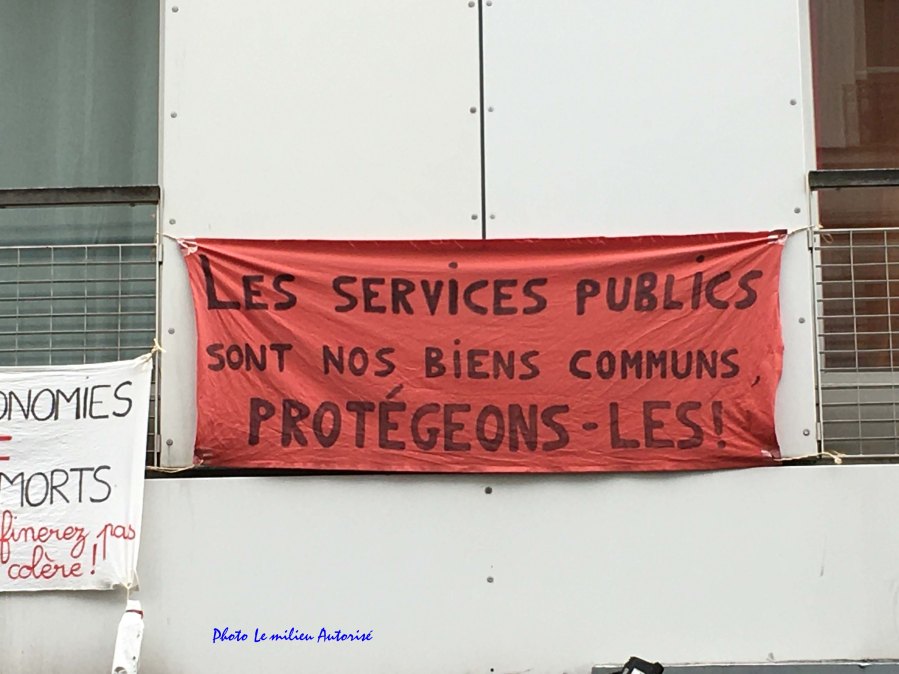 LES SERVICES PUBLICS
SONT NOS BIENS COMMUNS
PROTÉGEONS-LES!
ONOMIES
=
MORTS
finerez pas
colère!
Photo Le milieu Autorisé